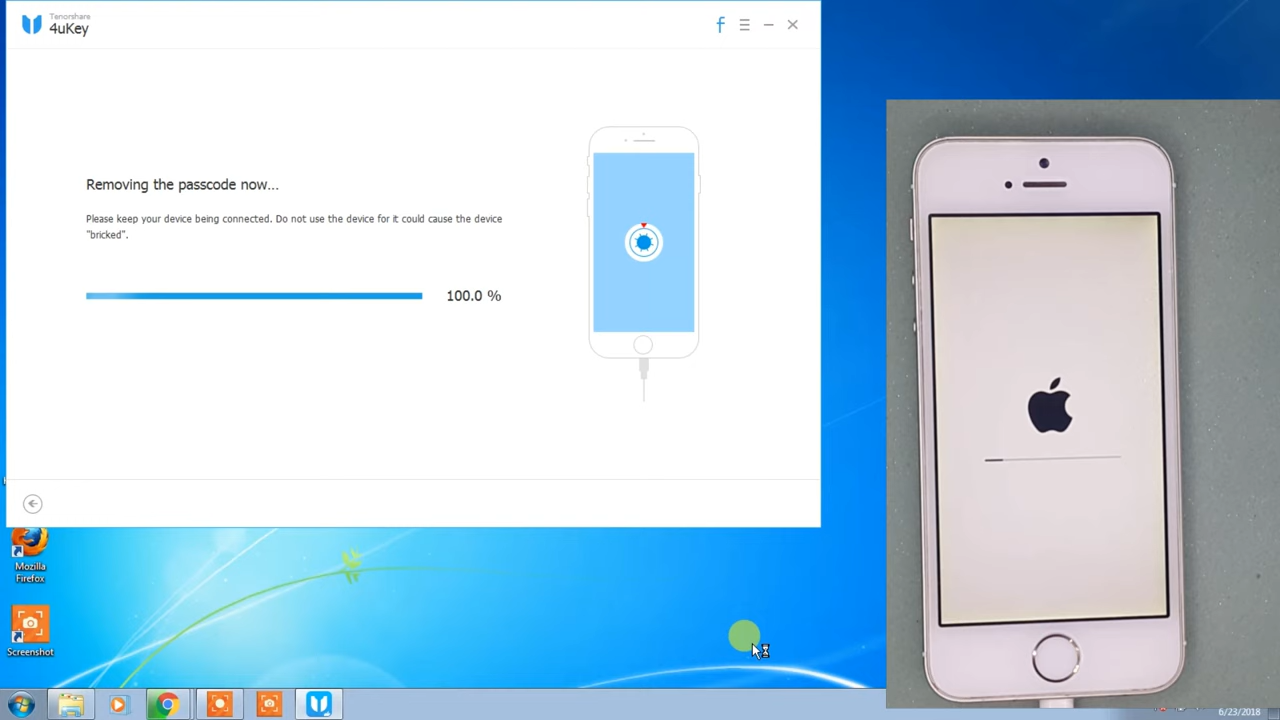 Tenorshare
4uKey
Removing the passcode now...
Please keep your device being connected. Do not use the device for it could cause the device
"bricked".
100.0 %
Mozilla
Firefox
Screenshot
6/23/2018